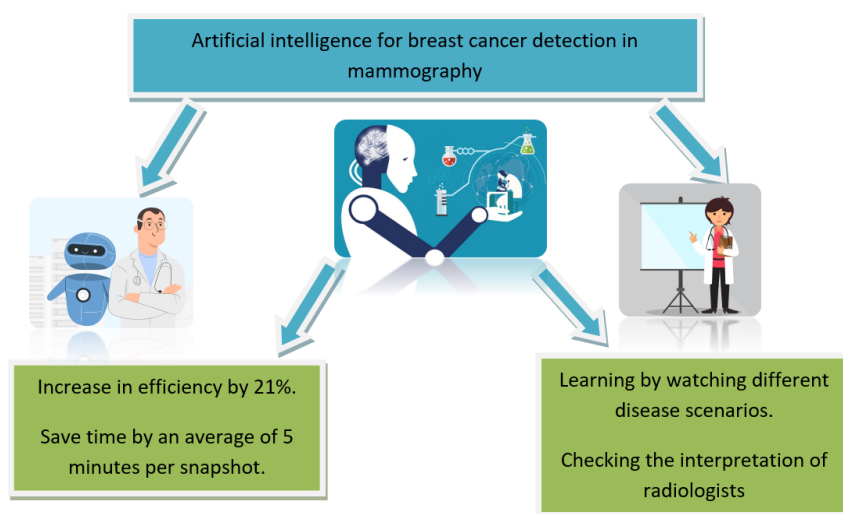 Artificial intelligence for breast cancer detection in
mammography
Increase in efficiency by 21%.
Save time by an average of 5
minutes per snapshot.
Learning by watching different
disease scenarios.
Checking the interpretation of
radiologists